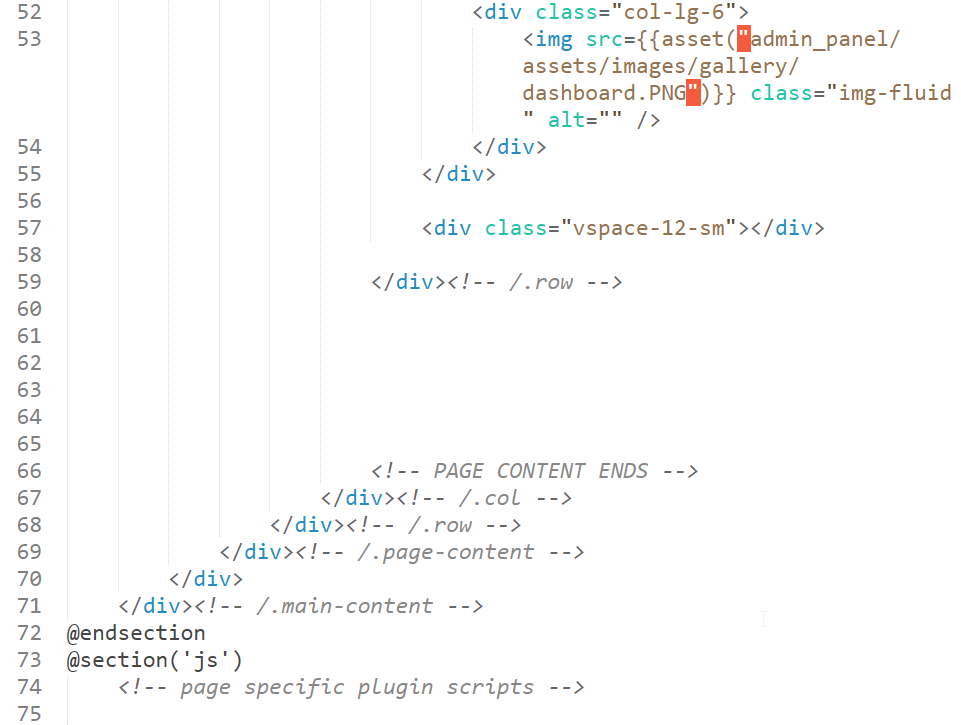 52 <div class="col-lg-6">
53 <img src={{asset("admin_panel/
assets/images/gallery/
dashboard.PNG")}} class="img-fluid
" alt="" />
54 </div>
55 </div>
56
57 <div class="vspace-12-sm"></div>
58
59 </div><!-- /.row -->
60
61
62
63
64
65
66 <!-- PAGE CONTENT ENDS -->
67 </div><!-- /.col -->
68 </div><!-- /.row -->
69 </div><!-- /.page-content -->
70 </div>
71 </div><!-- /.main-content -->
72 @endsection
73 @section('js')
74 <!-- page specific plugin scripts -->
75